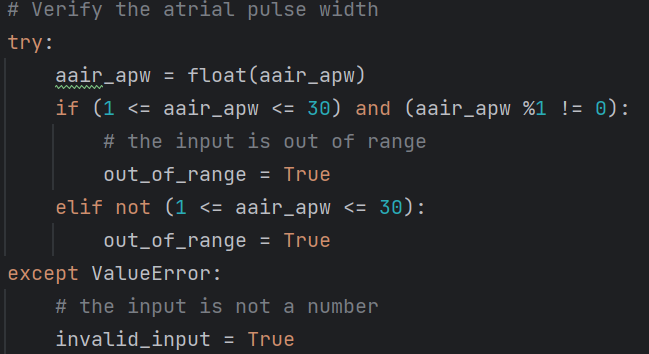 # Verify the atrial pulse width
try:
    aair_apw = float(aair_apw)
    if (1 <= aair_apw <= 30) and (aair_apw %1 != 0):
        # the input is out of range
        out_of_range = True
    elif not (1 <= aair_apw <= 30):
        out_of_range = True
except ValueError:
    # the input is not a number
    invalid_input = True